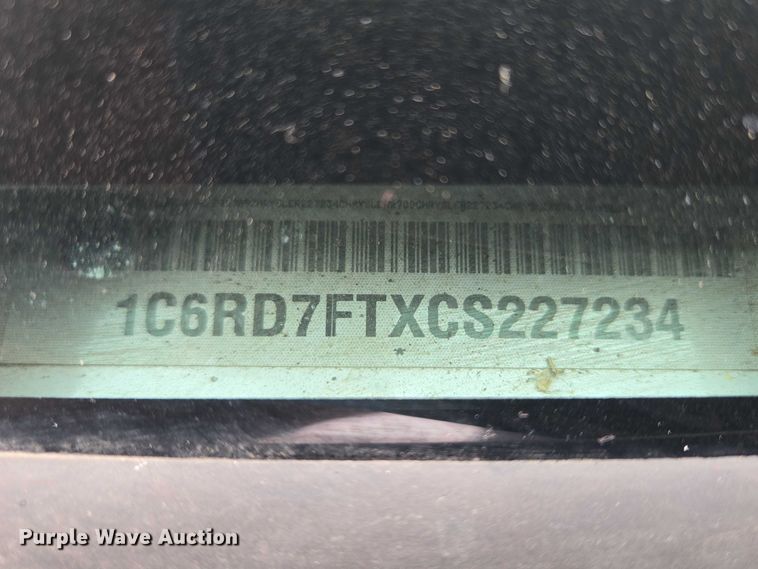 1C6RD7FTXCS227234
*
Purple Wave Auction